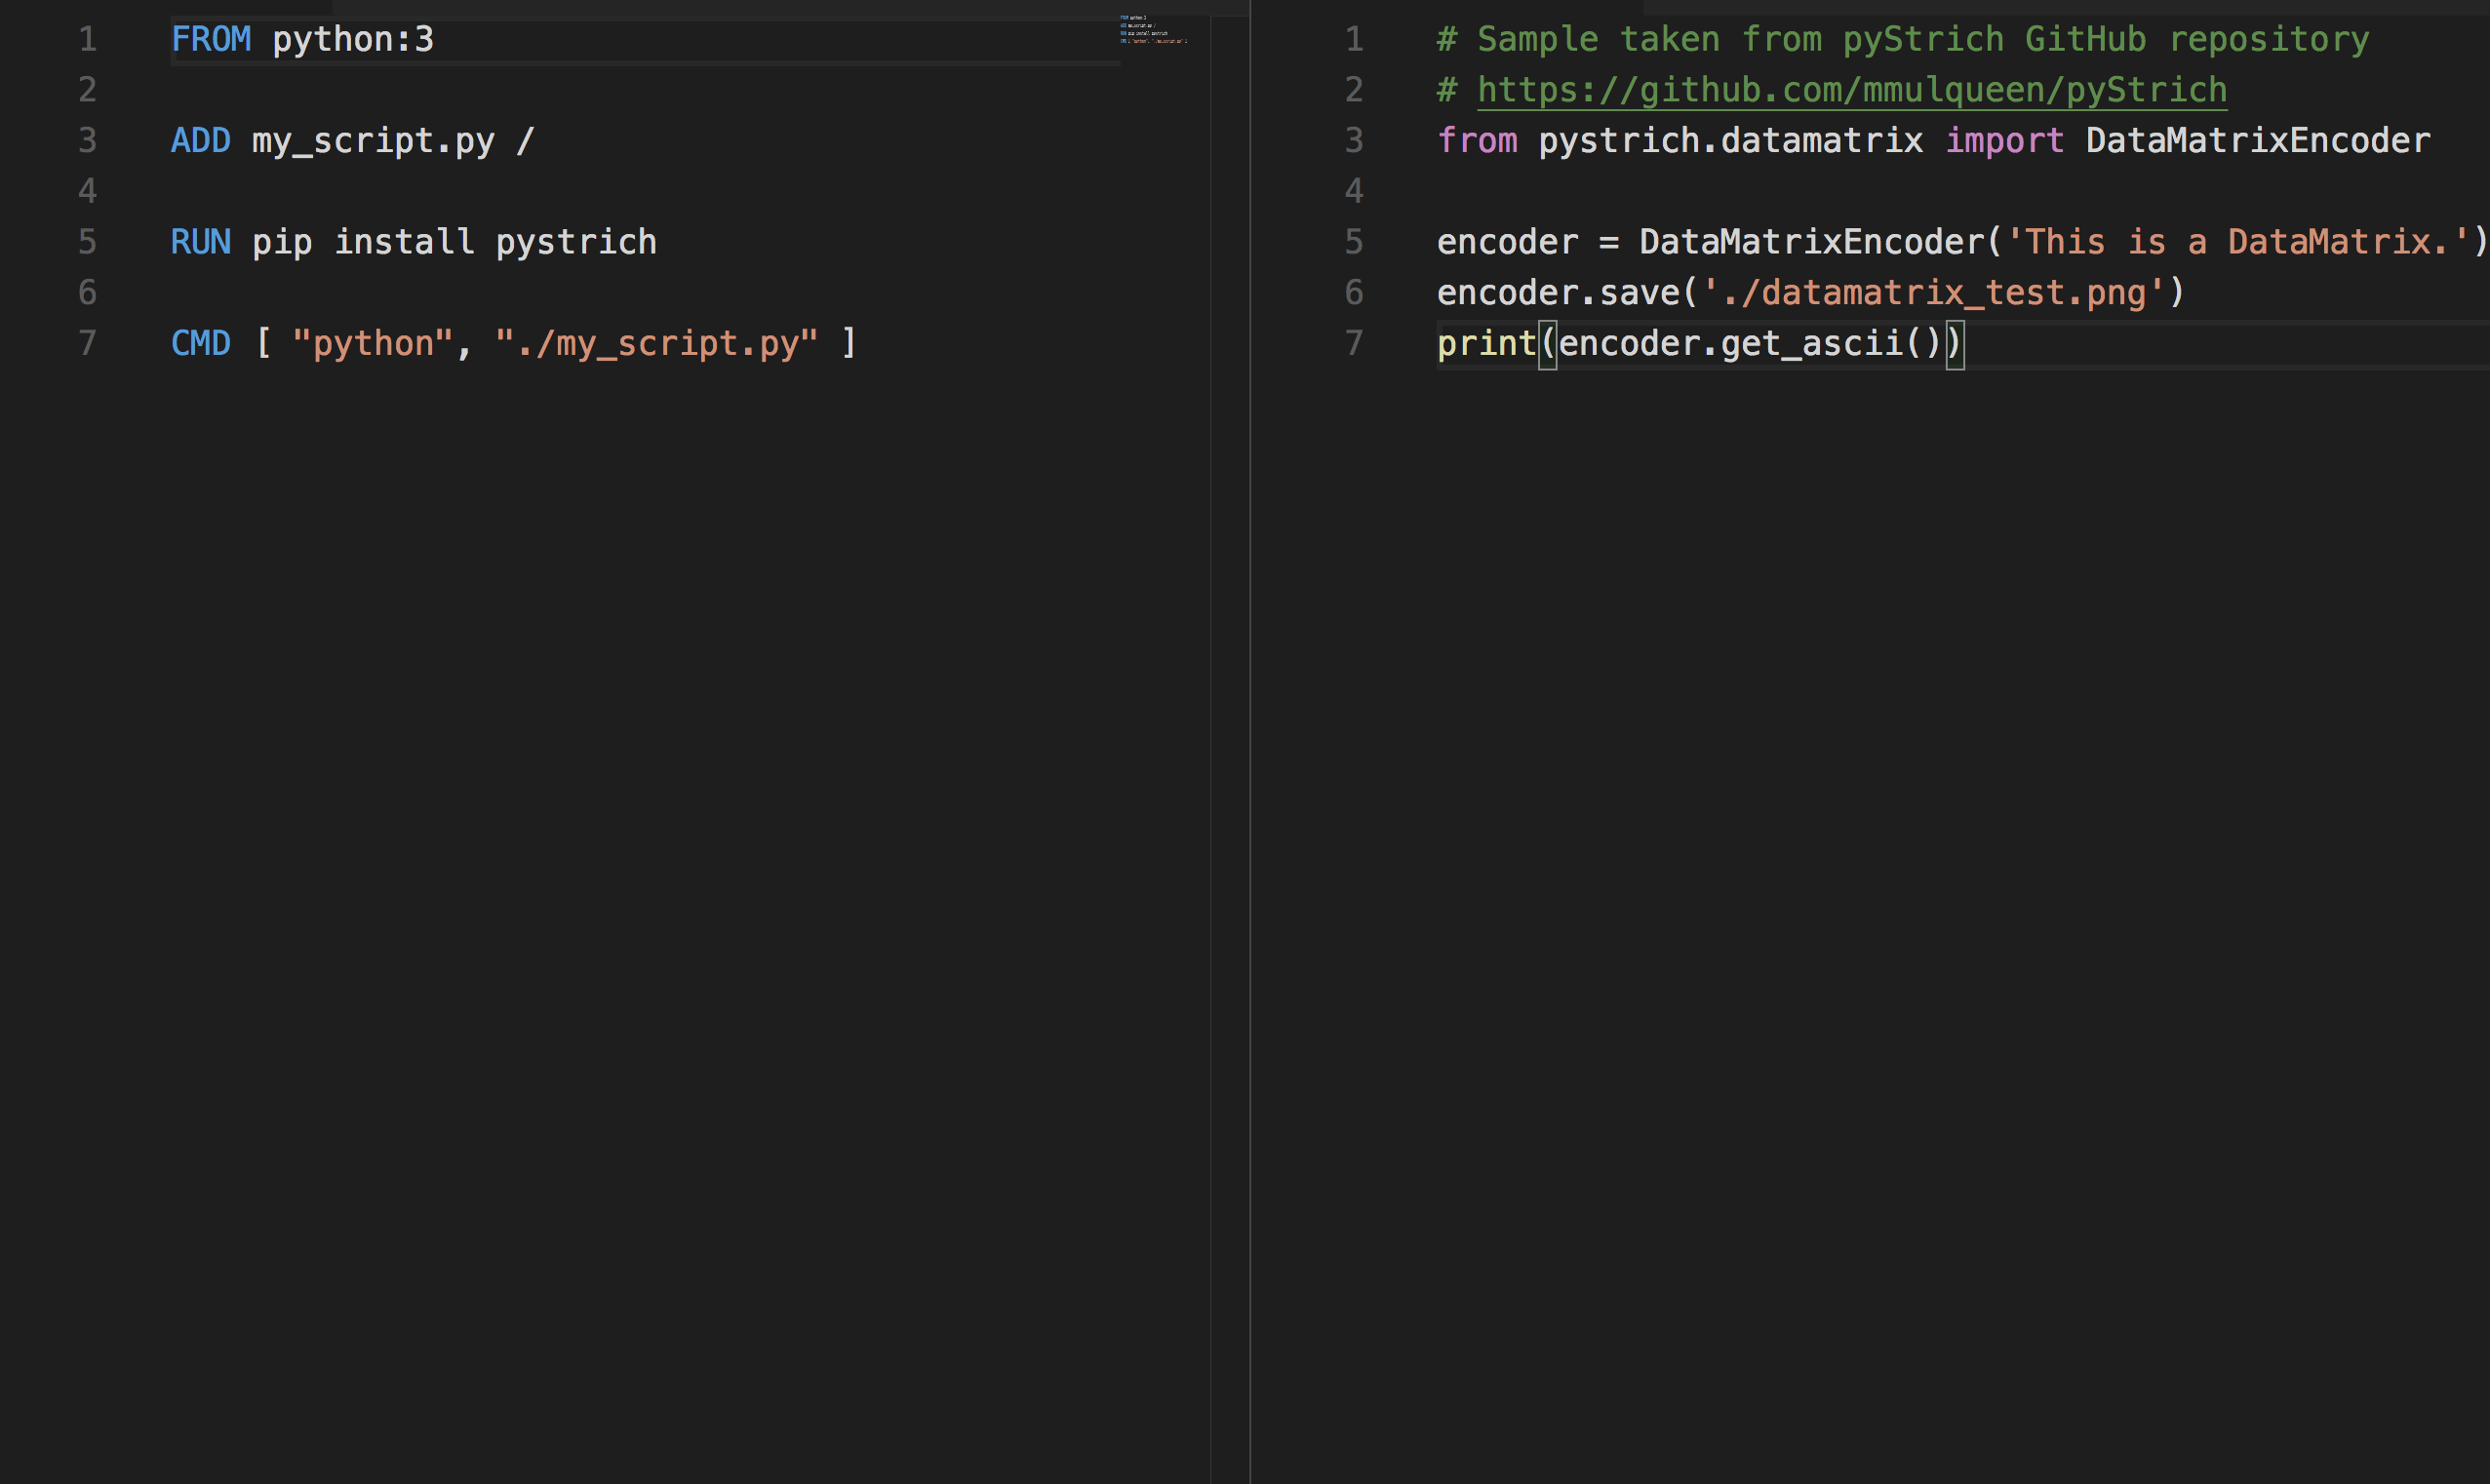 1 FROM python:3
2
3 ADD my_script.py /
4
5 RUN pip install pystrich
6
7 CMD [ "python", "./my_script.py" ]
1 # Sample taken from pyStrich GitHub repository
2 # https://github.com/mmulqueen/pyStrich
3 from pystrich.datamatrix import DataMatrixEncoder
4
5 encoder = DataMatrixEncoder('This is a DataMatrix.')
6 encoder.save('./datamatrix_test.png')
7 print(encoder.get_ascii())